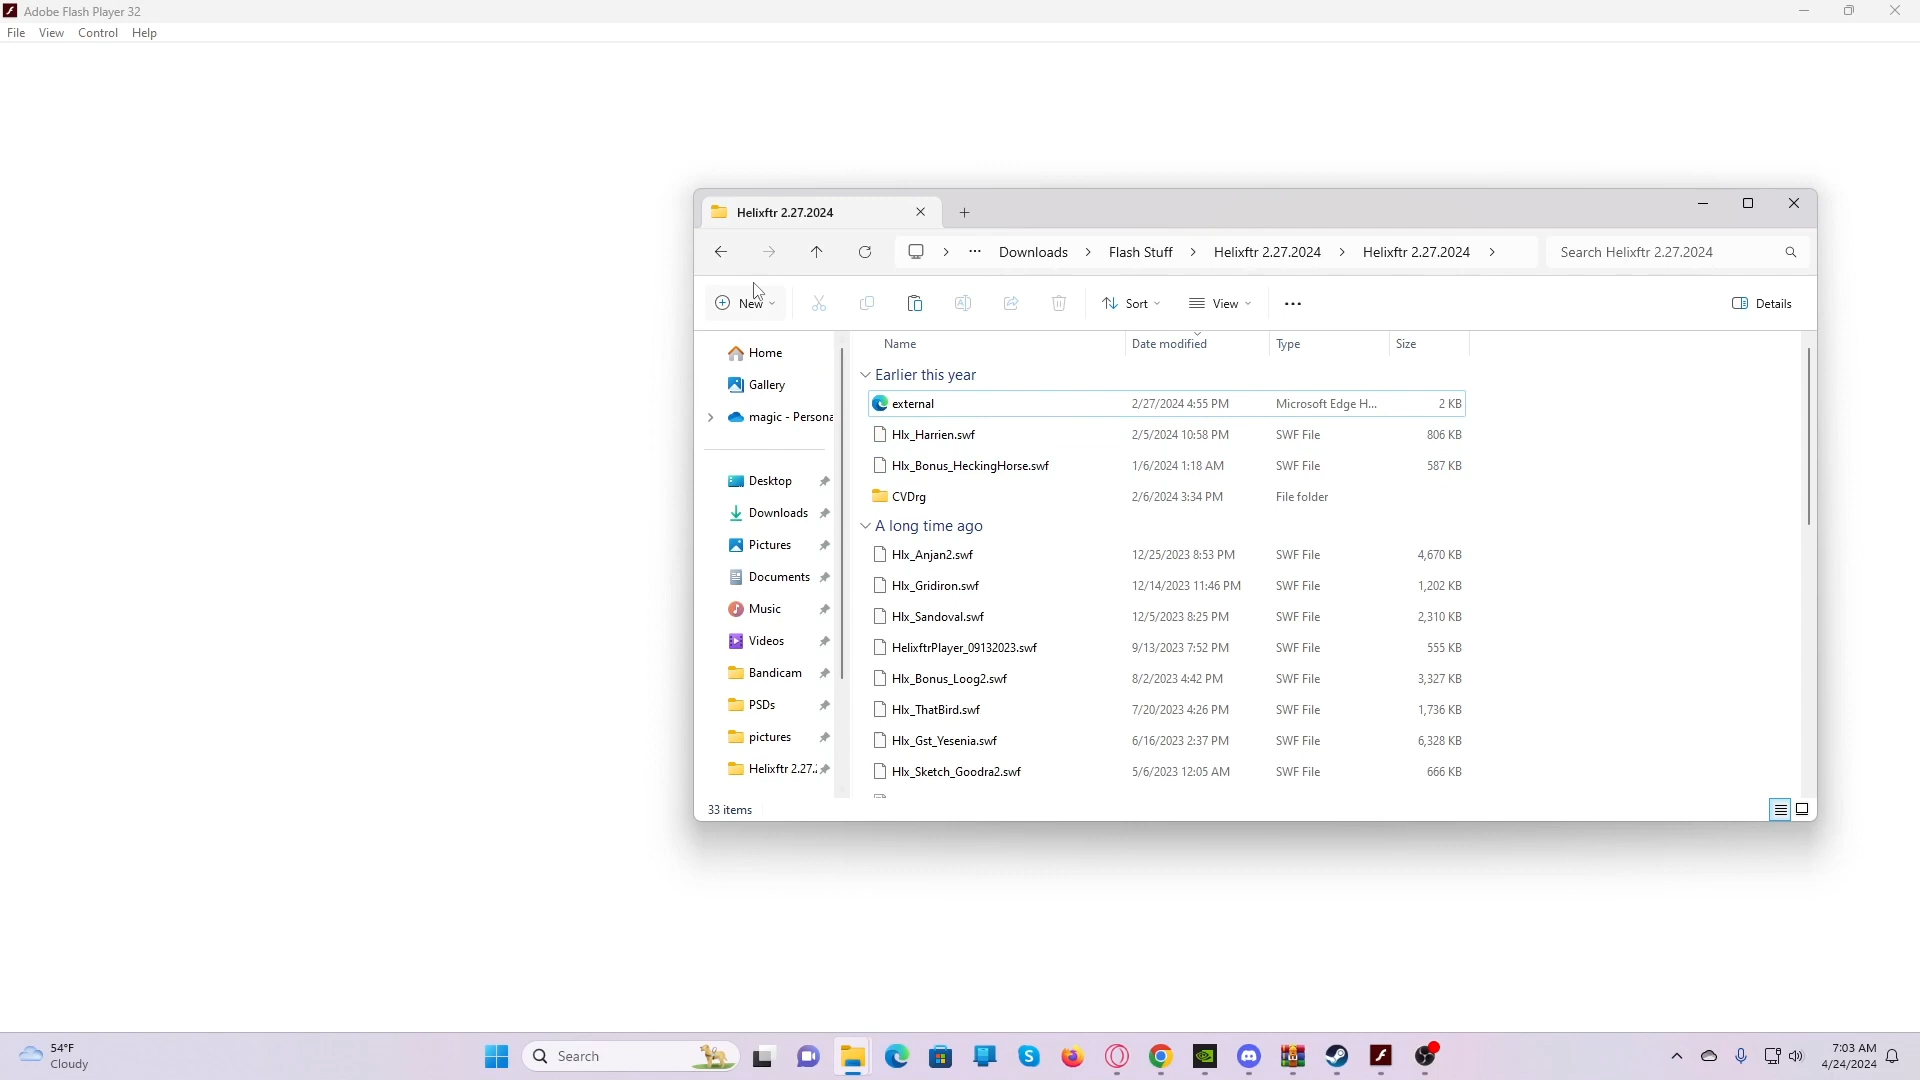 Adobe Flash Player 32
File View Control Help
Helixftr 2.27.2024
Downloads Flash Stuff Helixftr 2.27.2024 Helixftr 2.27.2024 Search Helixftr 2.27.2024
New Sort View Details
Name Date modified Type Size
Home
Gallery
magic - Persona
Desktop
Downloads
Pictures
Documents
Music
Videos
Bandicam
PSDs
pictures
Helixftr 2.27.:
Earlier this year
external 2/27/2024 4:55 PM Microsoft Edge H... 2 KB
Hlx_Harrien.swf 2/5/2024 10:58 PM SWF File 806 KB
Hlx_Bonus_HeckingHorse.swf 1/6/2024 1:18 AM SWF File 587 KB
CVDrg 2/6/2024 3:34 PM File folder
A long time ago
Hlx_Anjan2.swf 12/25/2023 8:53 PM SWF File 4,670 KB
Hlx_Gridiron.swf 12/14/2023 11:46 PM SWF File 1,202 KB
Hlx_Sandoval.swf 12/5/2023 8:25 PM SWF File 2,310 KB
HelixftrPlayer_09132023.swf 9/13/2023 7:52 PM SWF File 555 KB
Hlx_Bonus_Loog2.swf 8/2/2023 4:42 PM SWF File 3,327 KB
Hlx_ThatBird.swf 7/20/2023 4:26 PM SWF File 1,736 KB
Hlx_Gst_Yesenia.swf 6/16/2023 2:37 PM SWF File 6,328 KB
Hlx_Sketch_Goodra2.swf 5/6/2023 12:05 AM SWF File 666 KB
33 items
54°F
Cloudy
Search
7:03 AM
4/24/2024